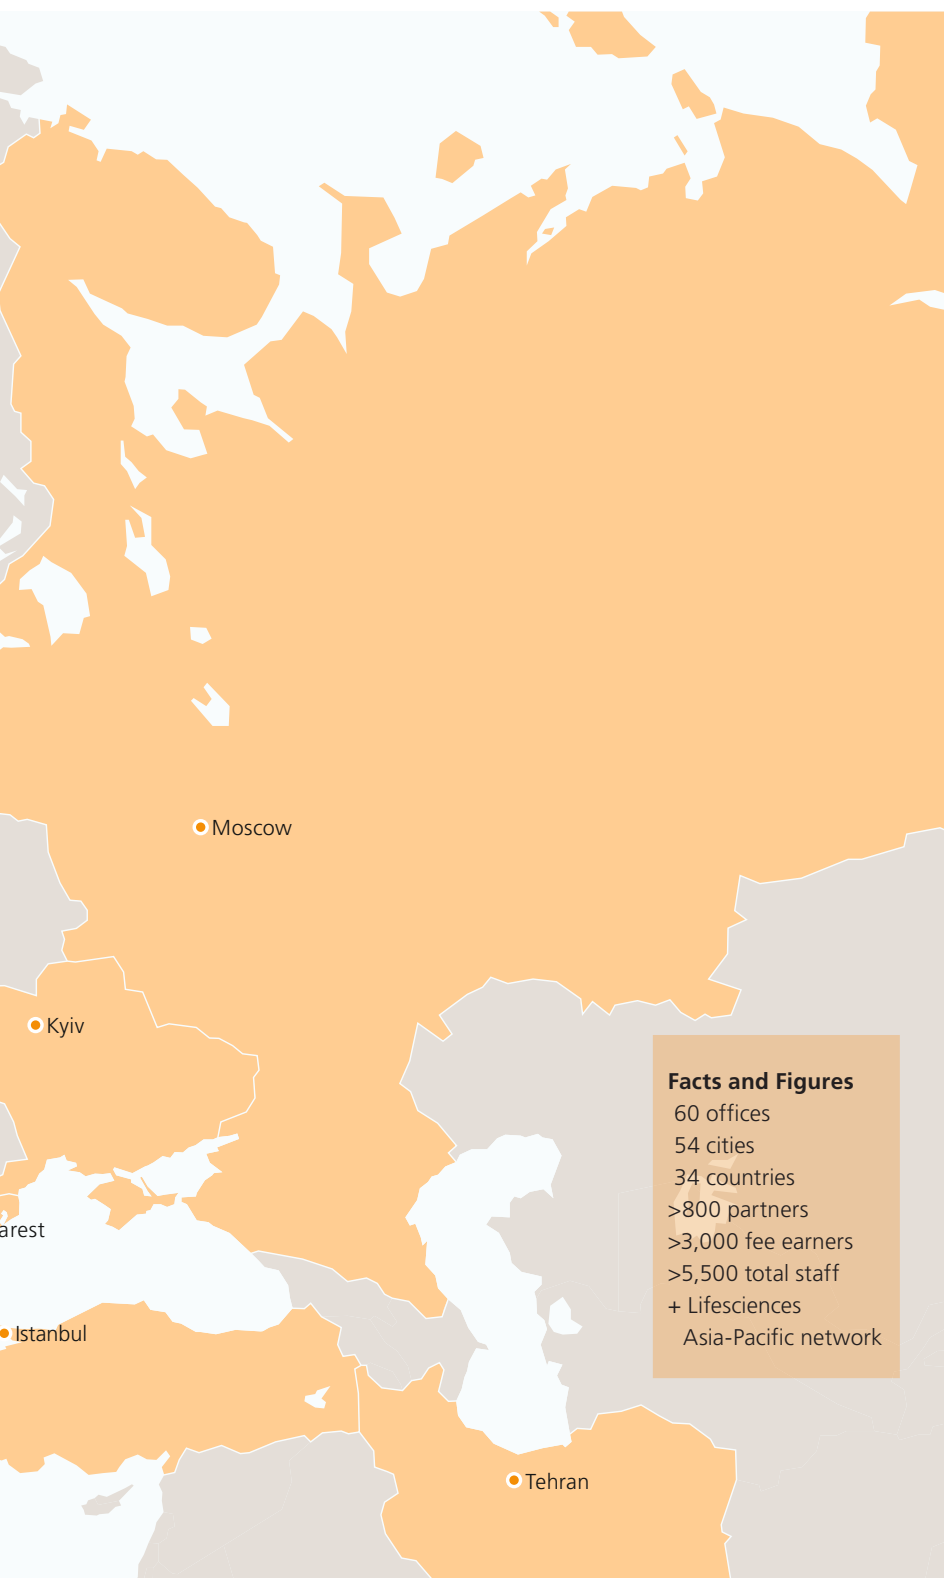 Moscow
Kyiv
Facts and Figures
60 offices
54 cities
34 countries
>800 partners
>3,000 fee earners
>5,500 total staff
+ Lifesciences
Asia-Pacific network
arest
Istanbul
Tehran